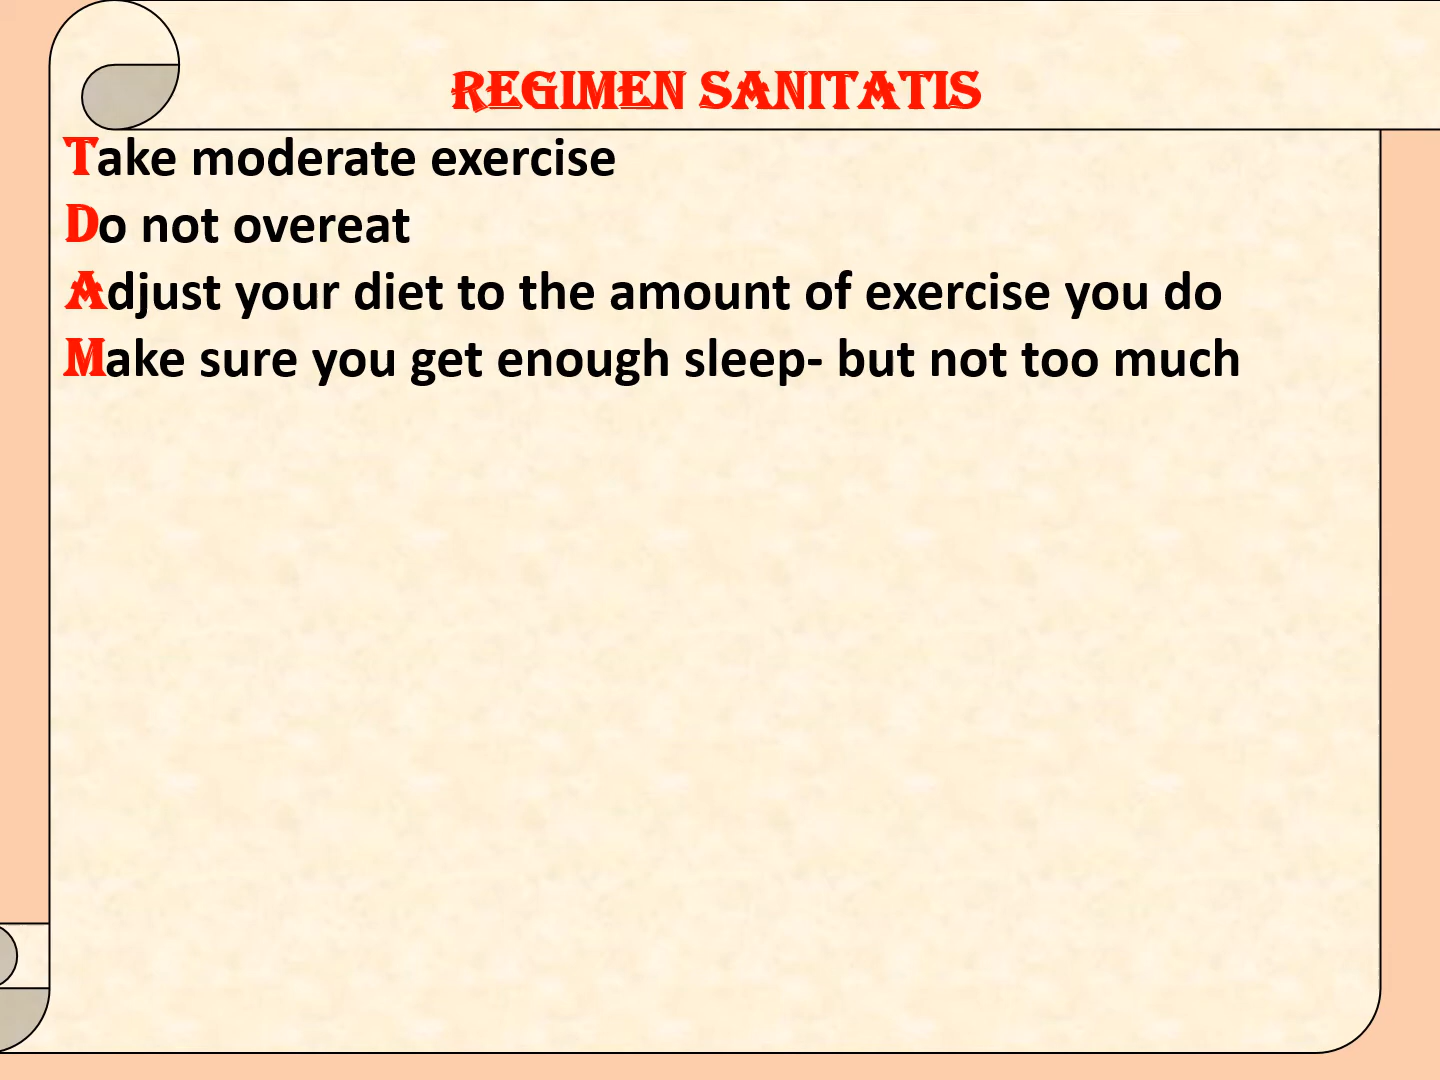 REGIMEN SANITATIS
Take moderate exercise
Do not overeat
Adjust your diet to the amount of exercise you do
Make sure you get enough sleep- but not too much